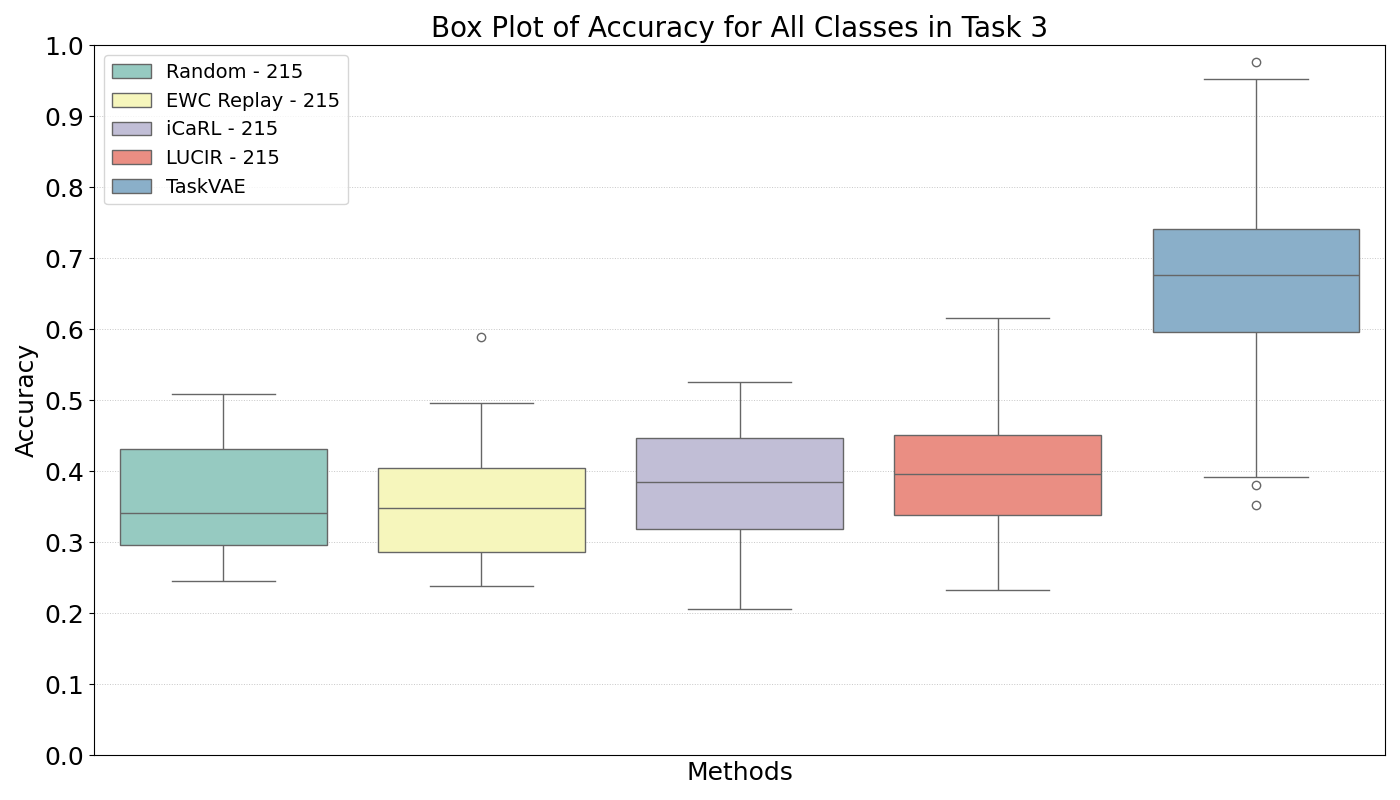 Box Plot of Accuracy for All Classes in Task 3
1.0
0.9
0.8
0.7
0.6
0.5
0.4
0.3
0.2
0.1
0.0
Accuracy
Random - 215
EWC Replay - 215
iCaRL - 215
LUCIR - 215
TaskVAE
Methods